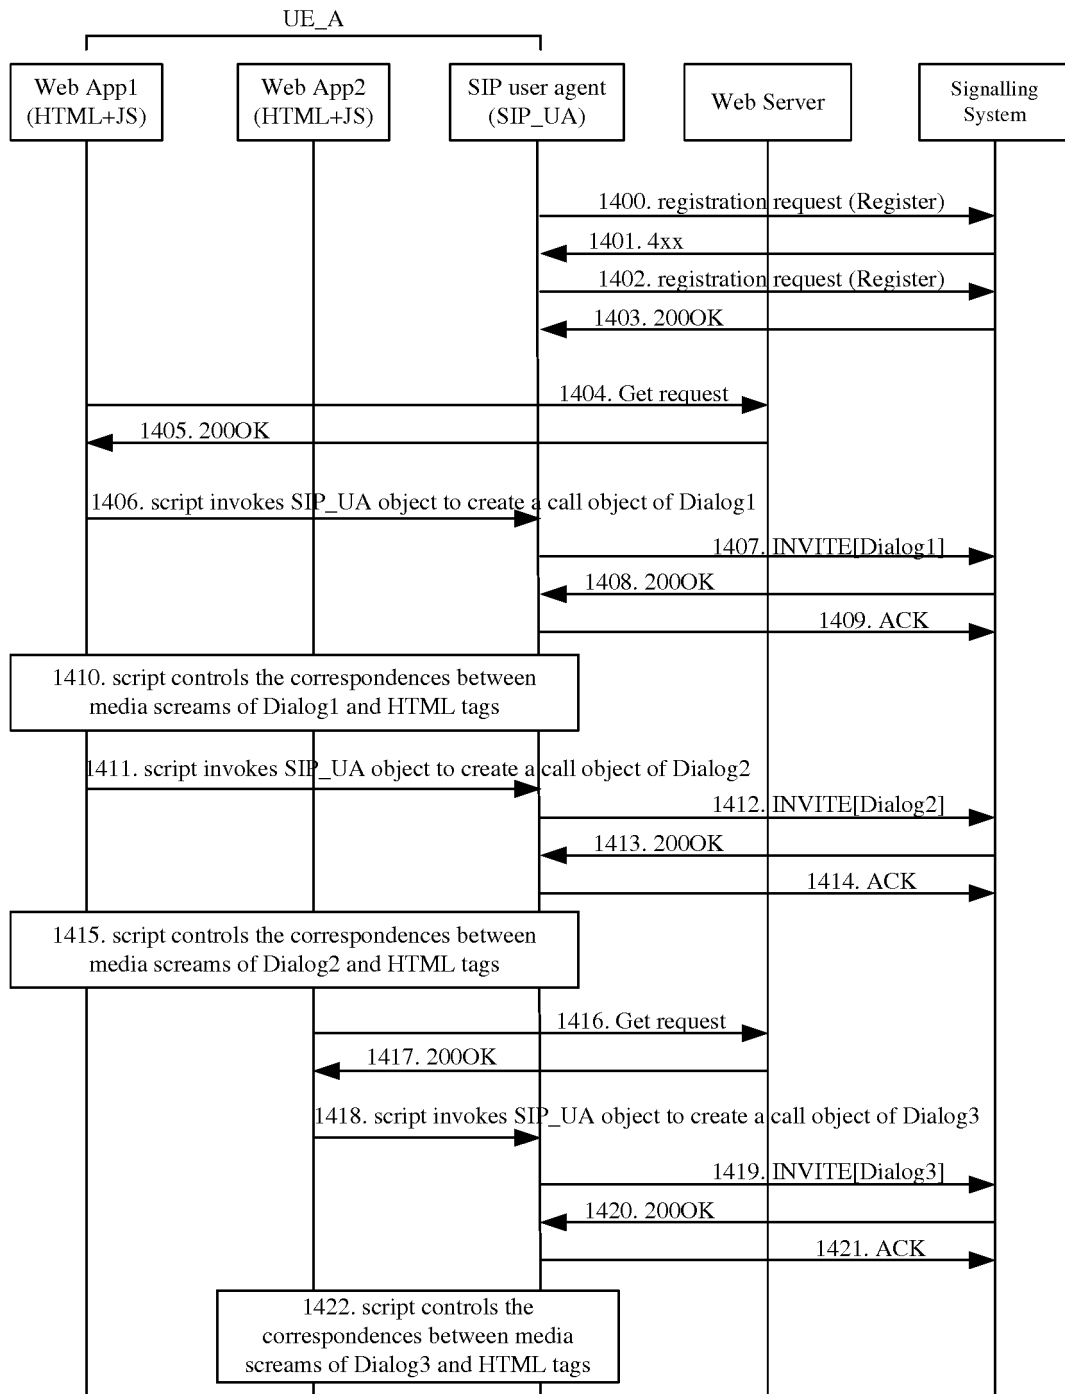 UE_A
Web App1
(HTML+JS)
Web App2
(HTML+JS)
SIP user agent
(SIP_UA)
Web Server
Signalling
System
1400. registration request (Register)
1401. 4xx
1402. registration request (Register)
1403. 200OK
1404. Get request
1405. 200OK
1406. script invokes SIP_UA object to create a call object of Dialog1
1407. INVITE[Dialog1]
1408. 200OK
1409. ACK
1410. script controls the correspondences between
media screams of Dialog1 and HTML tags
1411. script invokes SIP_UA object to create a call object of Dialog2
1412. INVITE[Dialog2]
1413. 200OK
1414. ACK
1415. script controls the correspondences between
media screams of Dialog2 and HTML tags
1416. Get request
1417. 200OK
1418. script invokes SIP_UA object to create a call object of Dialog3
1419. INVITE[Dialog3]
1420. 200OK
1421. ACK
1422. script controls the
correspondences between media
screams of Dialog3 and HTML tags